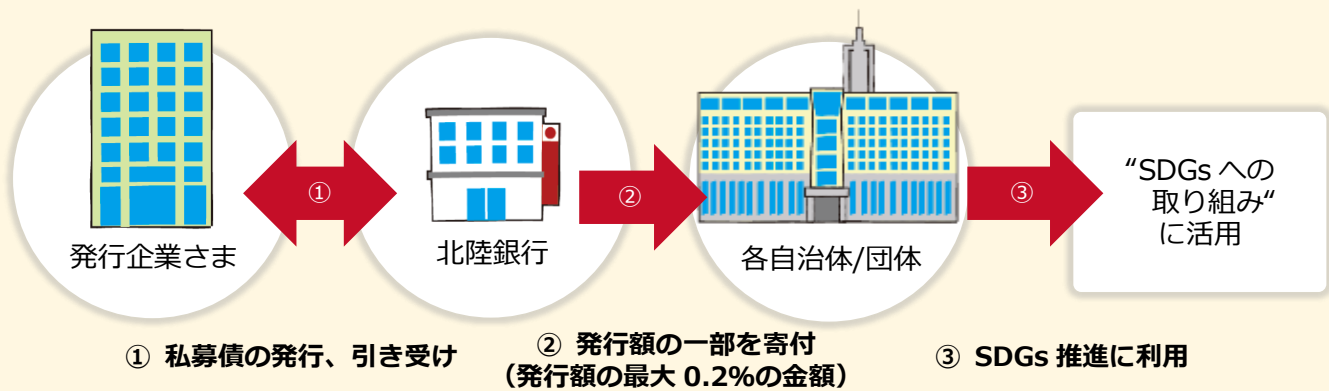 ①
②
③
“SDGs への
取り組み“
に活用
発行企業さま
北陸銀行
各自治体/団体
① 私募債の発行、引き受け
② 発行額の一部を寄付
（発行額の最大 0.2%の金額）
③ SDGs 推進に利用